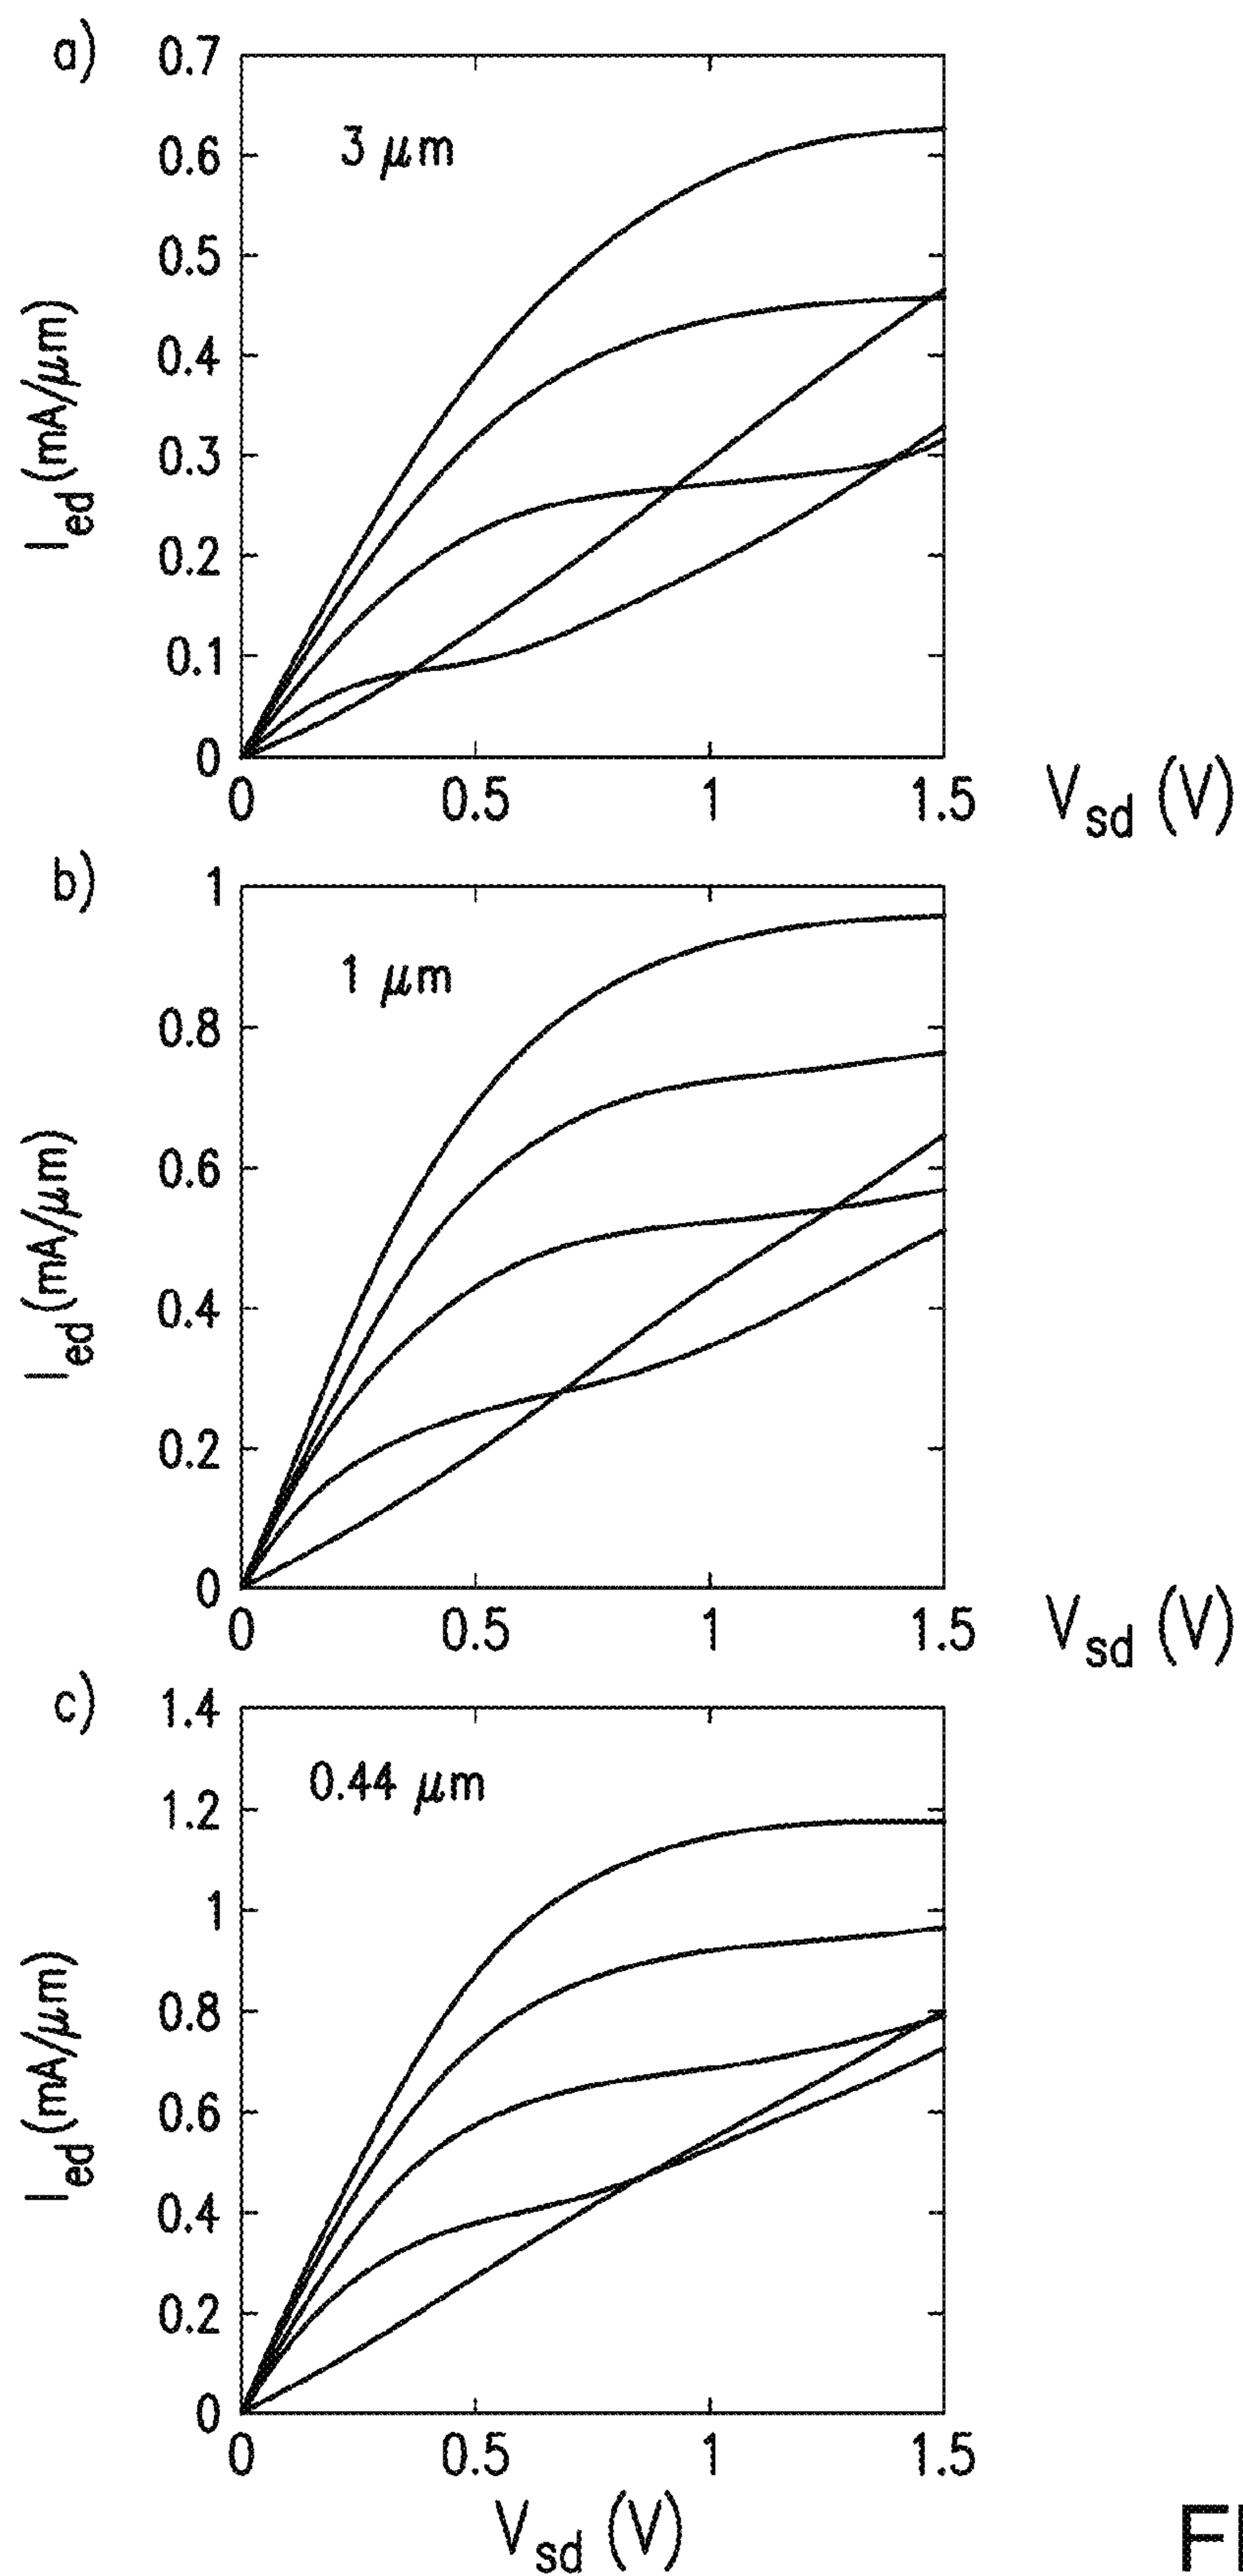 a)
0.7
0.6
0.5
0.4
0.3
0.2
0.1
0
3 μm
I_ed (mA/μm)
0 0.5 1 1.5 V_sd (V)
b)
1
0.8
0.6
0.4
0.2
0
1 μm
I_ed (mA/μm)
0 0.5 1 1.5 V_sd (V)
c)
1.4
1.2
1
0.8
0.6
0.4
0.2
0
0.44 μm
I_ed (mA/μm)
0 0.5 1 1.5
V_sd (V)